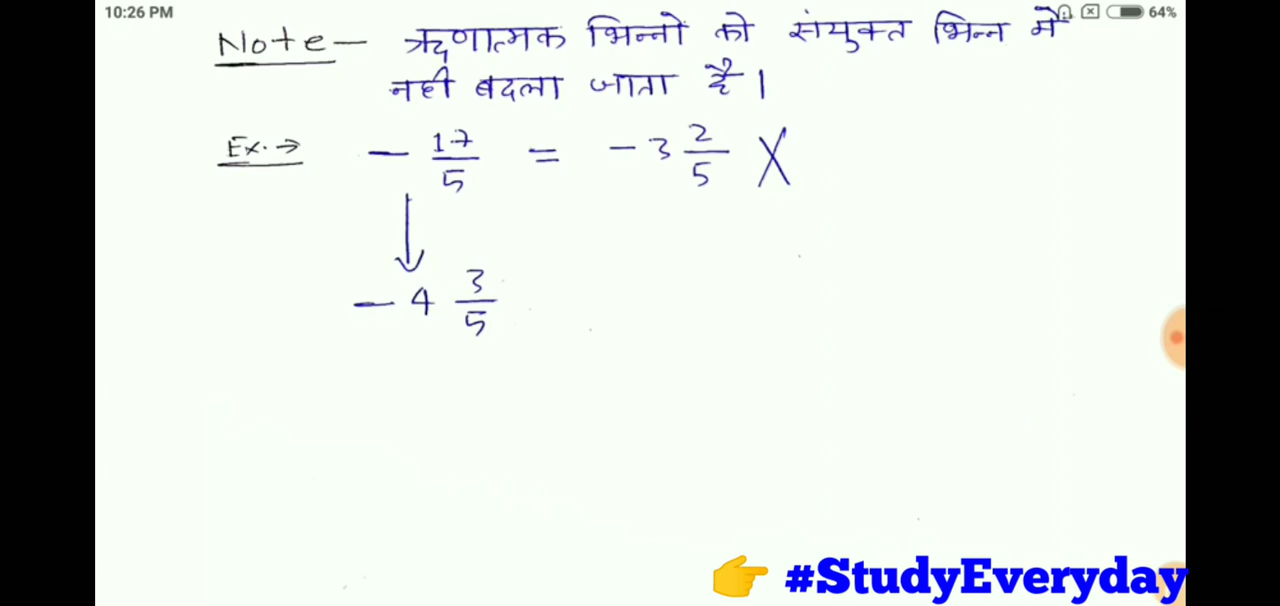 10:26 PM 64%
Note — ऋणात्मक भिन्नो को संयुक्त भिन्न मे
नही बदला जाता है।
Ex. → - 17/5 = - 3 2/5 X
↓
- 4 3/5
👉 #StudyEveryday